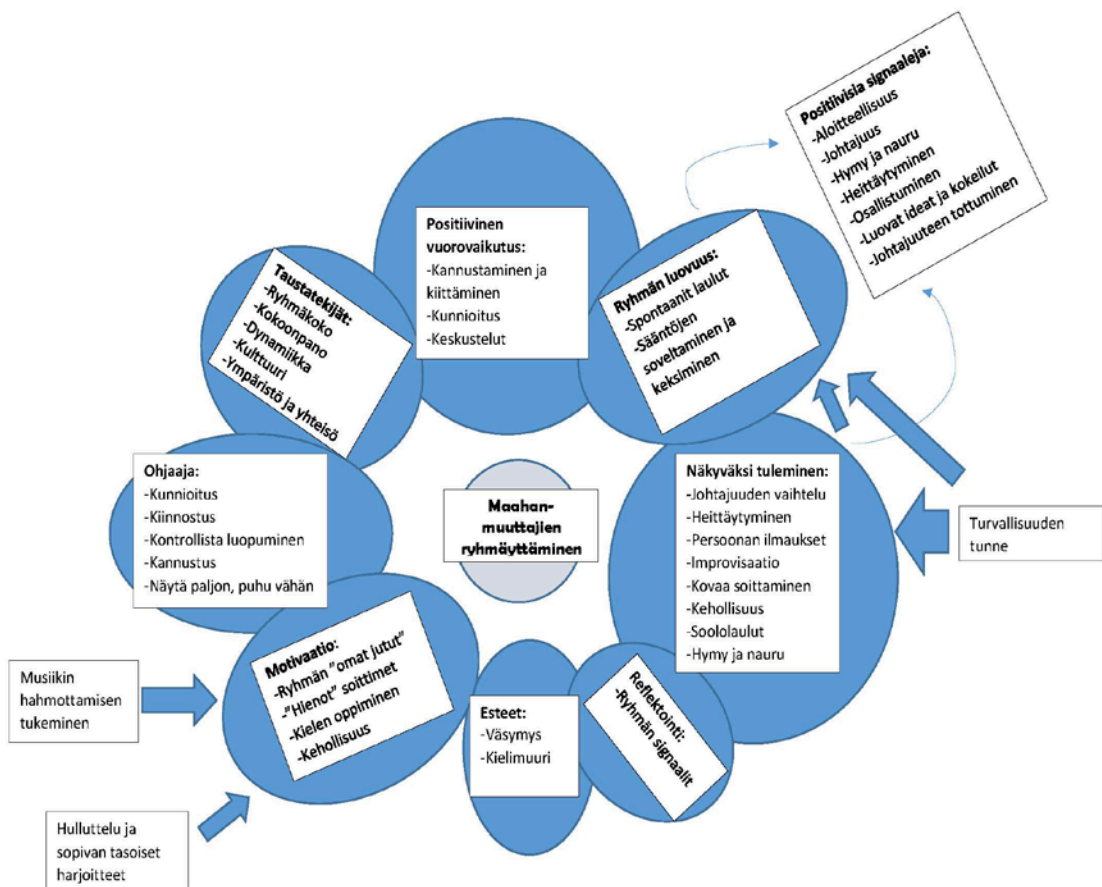 Positiivisia signaaleja:
-Aloitteellisuus
-Johtajuus
-Hymy ja nauru
-Heittäytyminen
-Osallistuminen
-Luovat ideat ja kokeilut
-Johtajuuteen tottuminen
Positiivinen
vuorovaikutus:
-Kannustaminen ja
kiittäminen
-Kunnioitus
-Keskustelut
Ryhmän luovuus:
-Spontaanit laulut
-Sääntöjen
soveltaminen ja
keksiminen
Taustatekijät:
-Ryhmäkoko
-Kokoonpano
-Dynamiikka
-Kulttuuri
-Ympäristö ja yhteisö
Ohjaaja:
-Kunnioitus
-Kiinnostus
-Kontrollista luopuminen
-Kannustus
-Näytä paljon, puhu vähän
Maahan-
muuttajien
ryhmäyttäminen
Näkyväksi tuleminen:
-Johtajuuden vaihtelu
-Heittäytyminen
-Persoonan ilmaukset
-Improvisaatio
-Kovaa soittaminen
-Kehollisuus
-Soololaulut
-Hymy ja nauru
Turvallisuuden
tunne
Motivaatio:
-Ryhmän "omat jutut"
-"Hienot" soittimet
-Kielen oppiminen
-Kehollisuus
Esteet:
-Väsymys
-Kielimuuri
Reflektointi:
-Ryhmän signaalit
Musiikin
hahmottamisen
tukeminen
Hulluttelu ja
sopivan tasoiset
harjoitteet